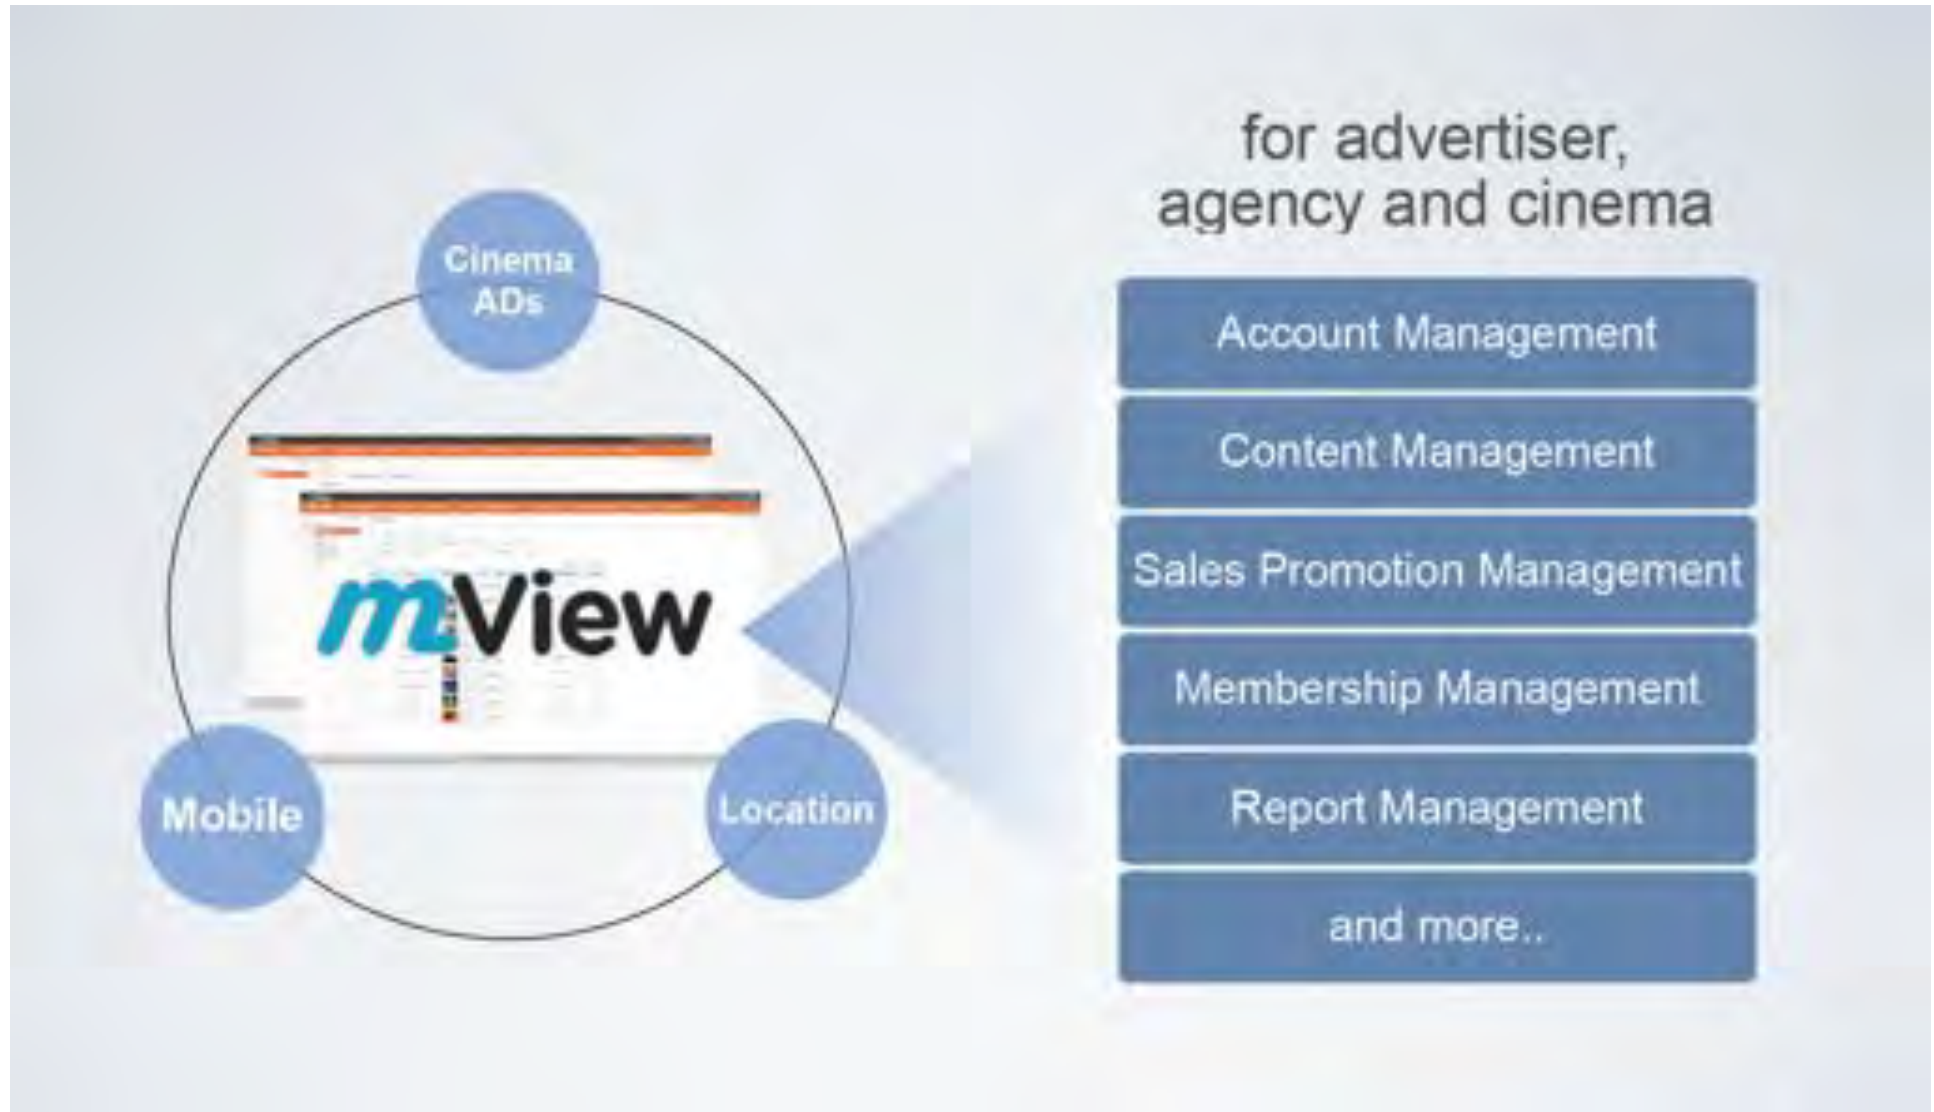 Cinema
ADs
mView
Mobile
Location
for advertiser,
agency and cinema
Account Management
Content Management
Sales Promotion Management
Membership Management
Report Management
and more..